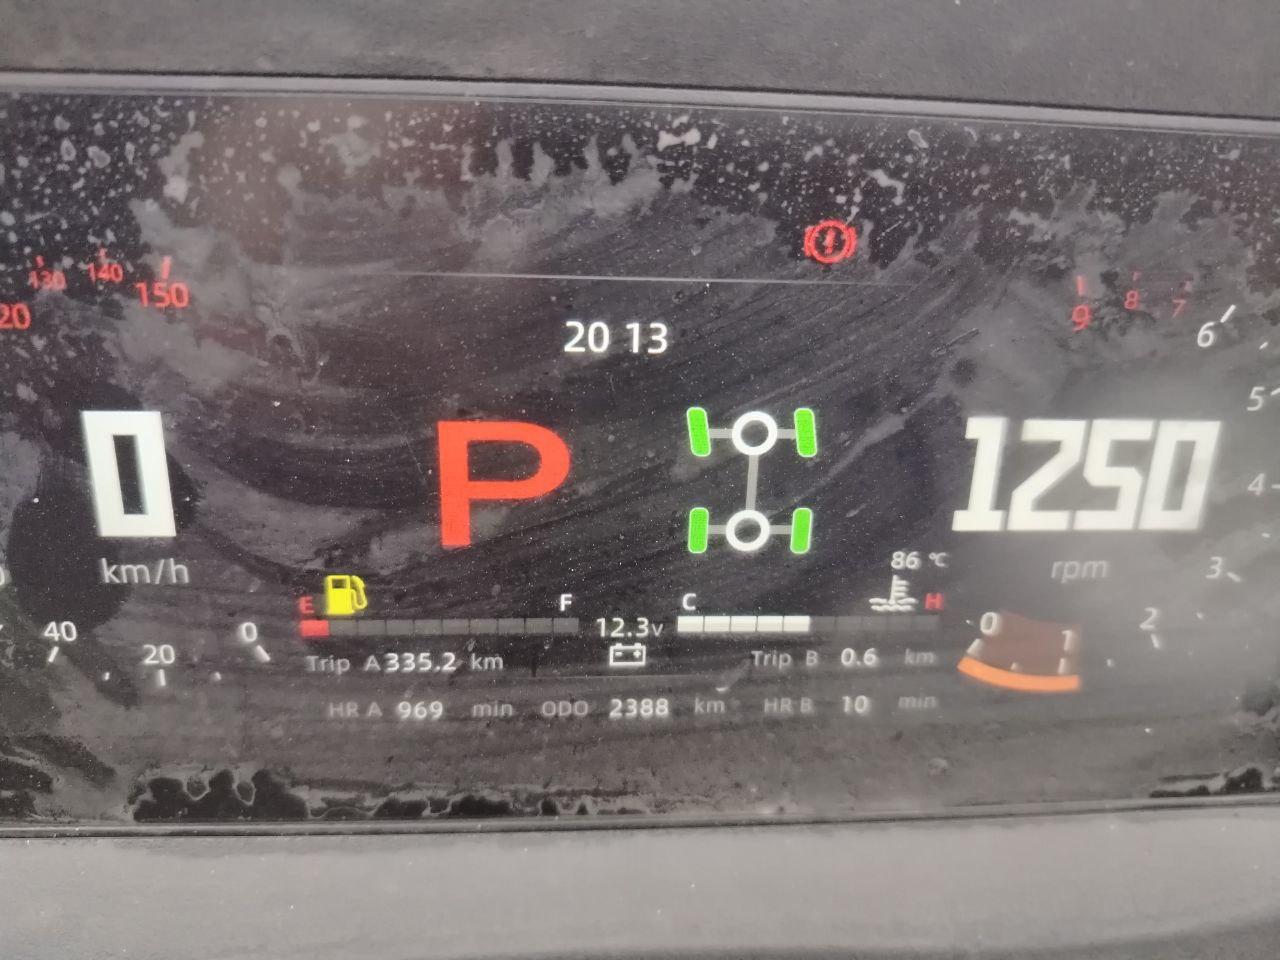 130 140 150
20
9 8 7
6
20 13
5
0 P 1250
4
km/h
86 °C
rpm
3
E F C H
12.3v
40 20 0
0 1 2
Trip A 335.2 km
Trip B 0.6 km
HR A 969 min ODO 2388 km HR B 10 min